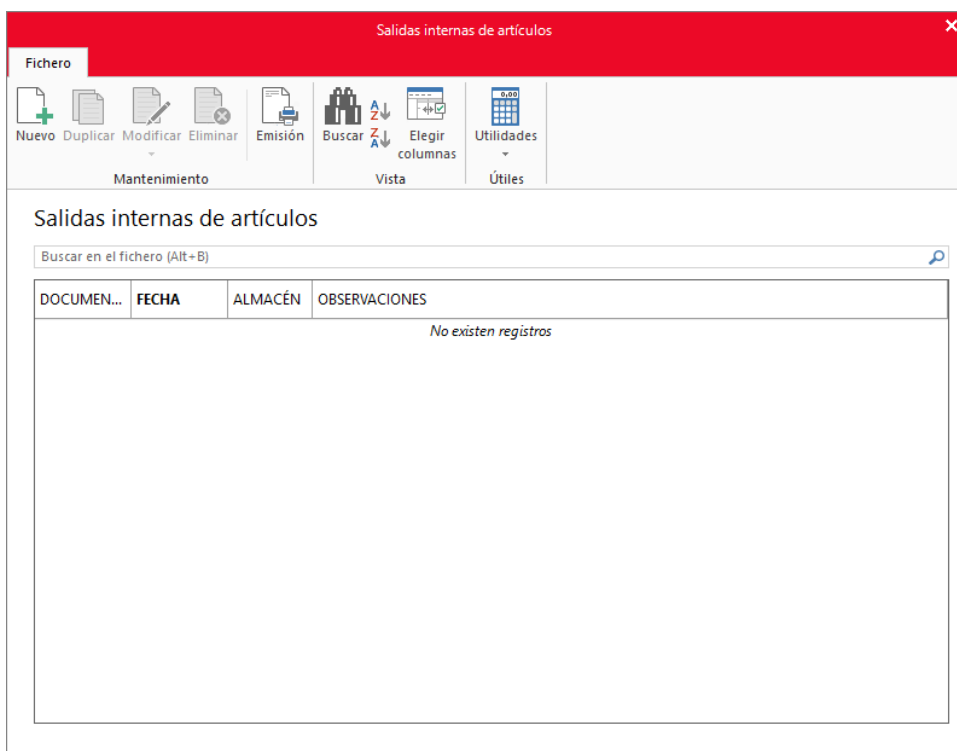 Salidas internas de artículos
Fichero
Nuevo Duplicar Modificar Eliminar Emisión Buscar Elegir columnas Utilidades
Mantenimiento Vista Útiles
Salidas internas de artículos
Buscar en el fichero (Alt+B)
DOCUMEN... FECHA ALMACÉN OBSERVACIONES
No existen registros